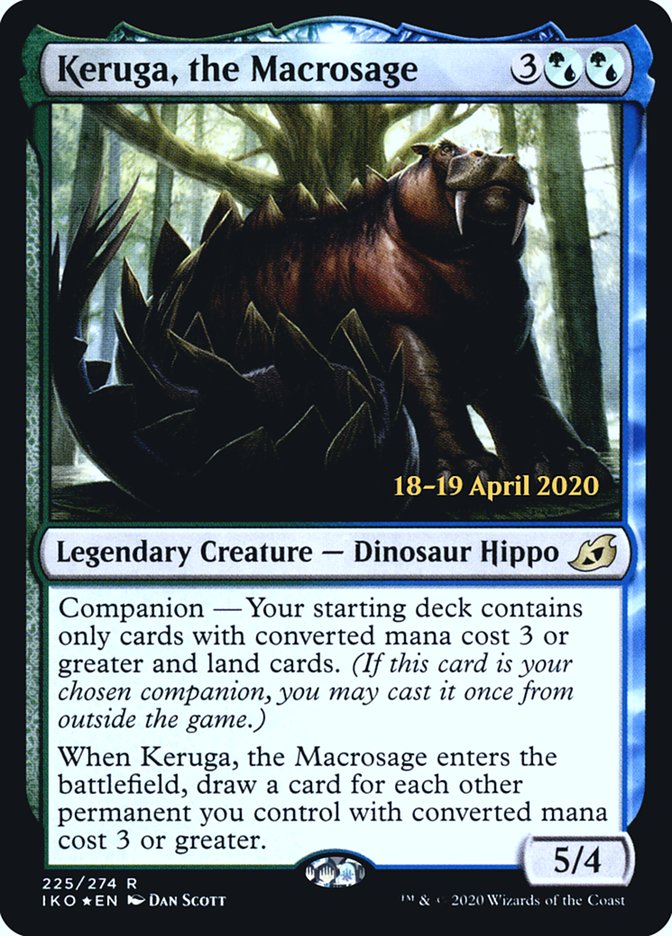 Keruga, the Macrosage 3
18–19 April 2020
Legendary Creature — Dinosaur Hippo
Companion — Your starting deck contains
only cards with converted mana cost 3 or
greater and land cards. (If this card is your
chosen companion, you may cast it once from
outside the game.)
When Keruga, the Macrosage enters the
battlefield, draw a card for each other
permanent you control with converted mana
cost 3 or greater.
5/4
225/274 R
IKO ★ EN Dan Scott
™ & © 2020 Wizards of the Coast